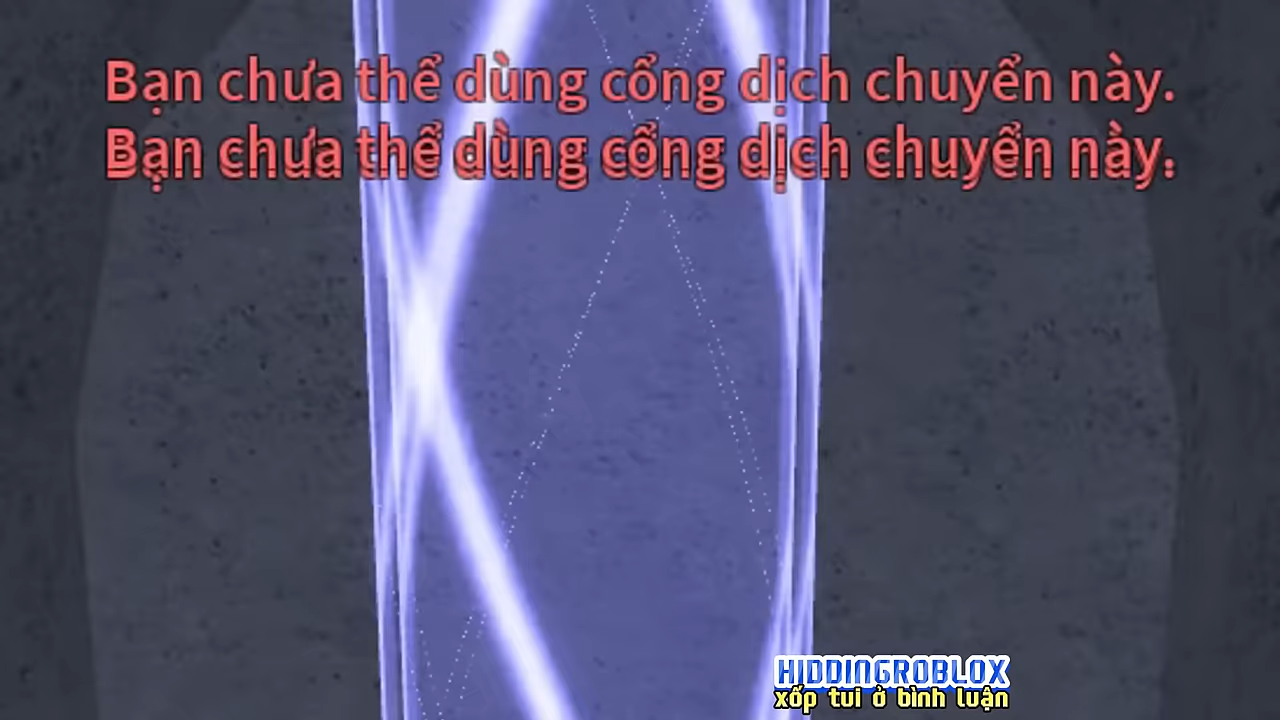 Bạn chưa thể dùng cổng dịch chuyển này.
Bạn chưa thể dùng cổng dịch chuyển này.
HIDDINGROBLOX
xốp tui ở bình luận